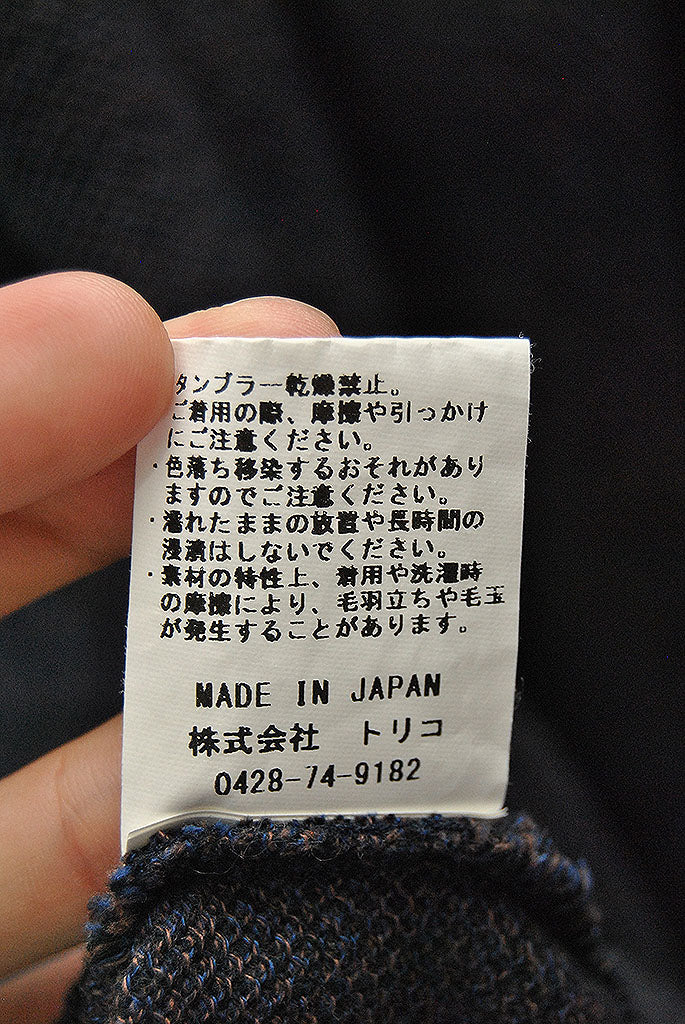 タンブラー乾燥禁止。
ご着用の際、摩擦や引っかけ
にご注意ください。
・色落ち移染するおそれがあり
ますのでご注意ください。
・濡れたままの放置や長時間の
浸漬はしないでください。
・素材の特性上、着用や洗濯時
の摩擦により、毛羽立ちや毛玉
が発生することがあります。
MADE IN JAPAN
株式会社 トリコ
0428-74-9182